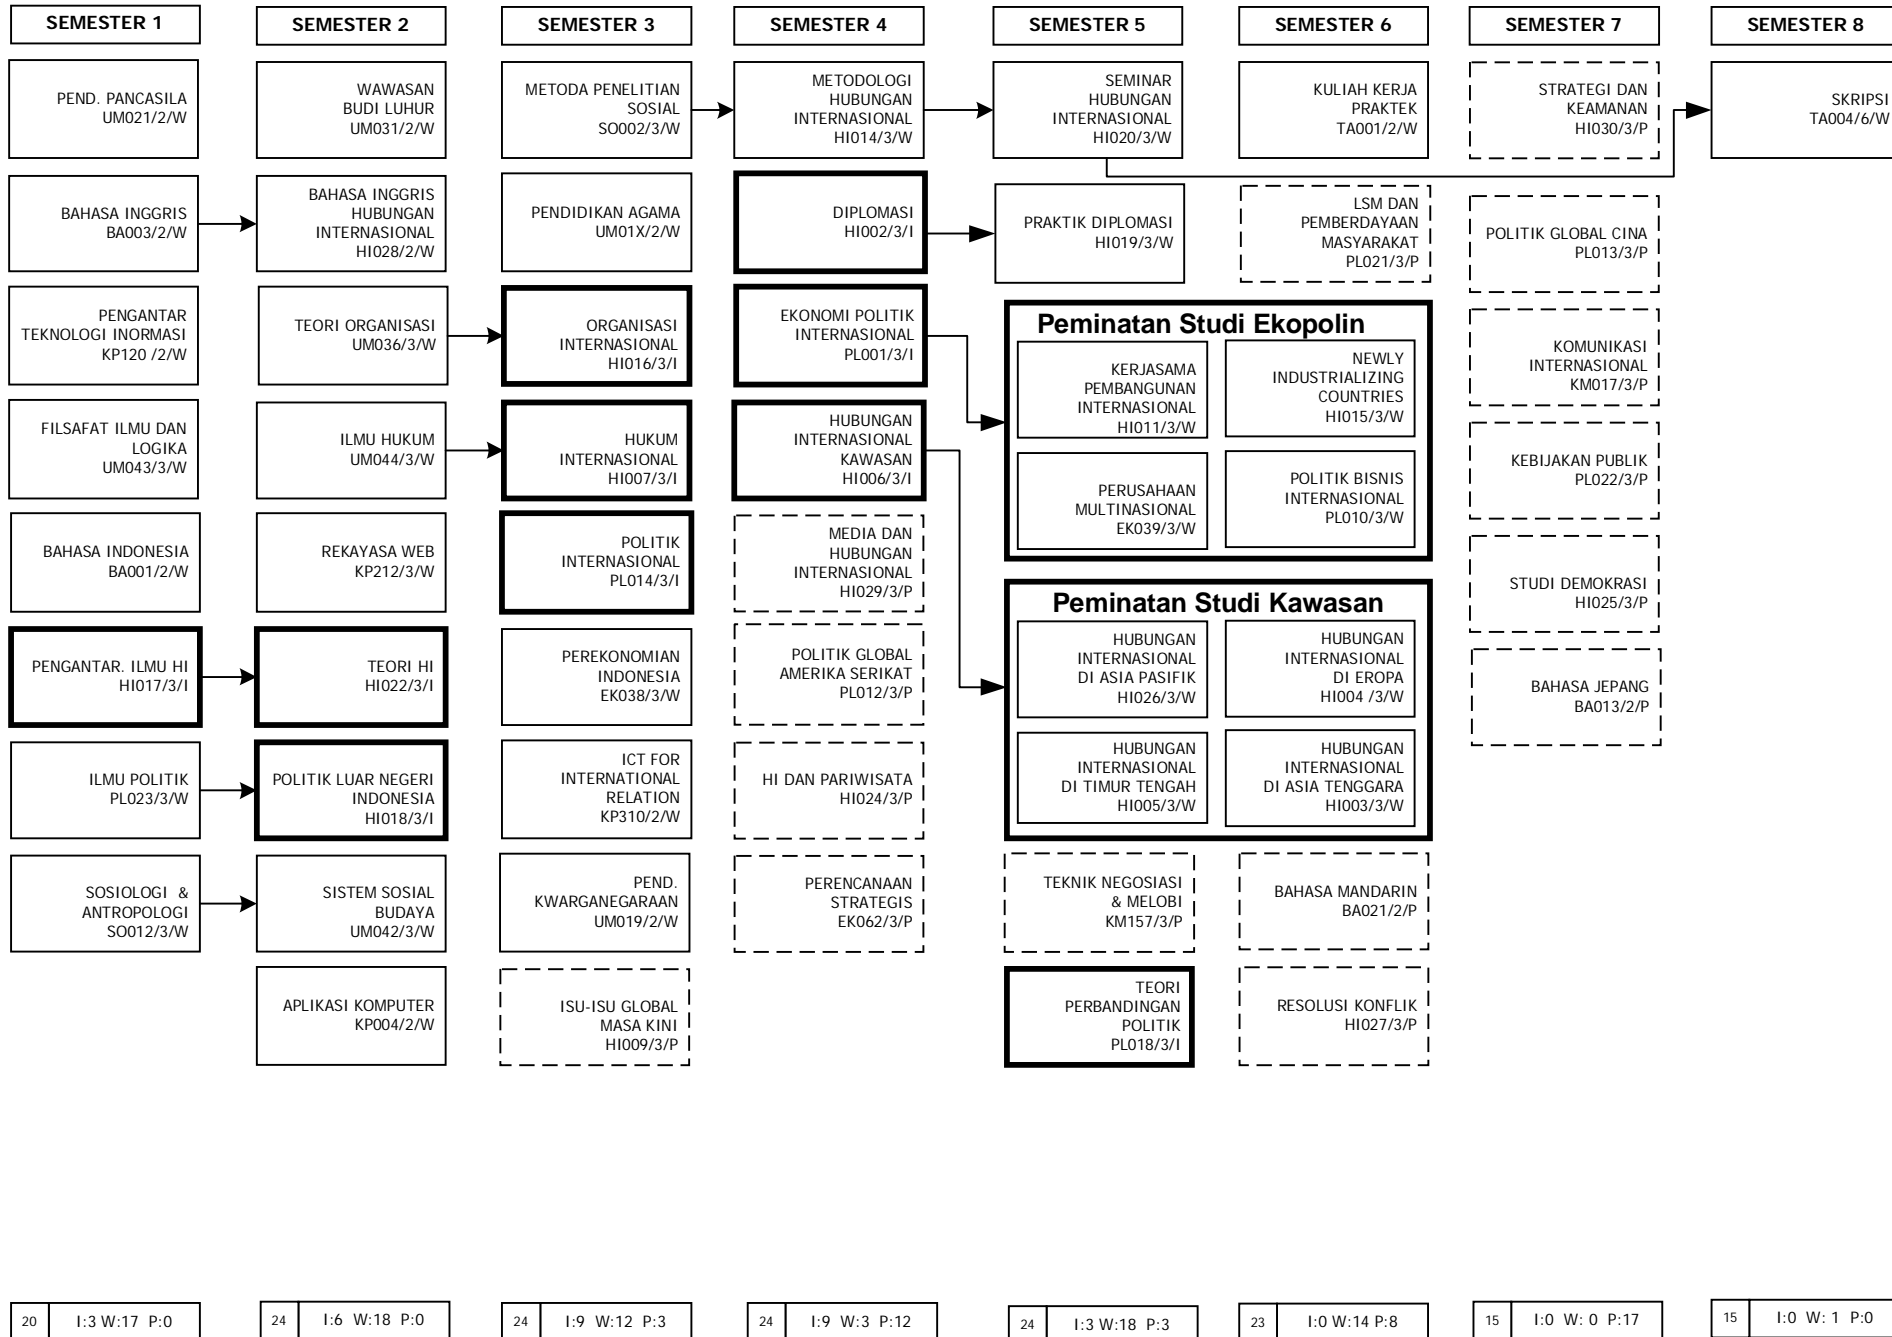 SEMESTER 1
PEND. PANCASILA
UM021/2/W
BAHASA INGGRIS
BA003/2/W
PENGANTAR
TEKNOLOGI INORMASI
KP120 /2/W
FILSAFAT ILMU DAN
LOGIKA
UM043/3/W
BAHASA INDONESIA
BA001/2/W
PENGANTAR. ILMU HI
HI017/3/I
ILMU POLITIK
PL023/3/W
SOSIOLOGI &
ANTROPOLOGI
SO012/3/W
20 I:3 W:17 P:0
SEMESTER 2
WAWASAN
BUDI LUHUR
UM031/2/W
BAHASA INGGRIS
HUBUNGAN
INTERNASIONAL
HI028/2/W
TEORI ORGANISASI
UM036/3/W
ILMU HUKUM
UM044/3/W
REKAYASA WEB
KP212/3/W
TEORI HI
HI022/3/I
POLITIK LUAR NEGERI
INDONESIA
HI018/3/I
SISTEM SOSIAL
BUDAYA
UM042/3/W
APLIKASI KOMPUTER
KP004/2/W
24 I:6 W:18 P:0
SEMESTER 3
METODA PENELITIAN
SOSIAL
SO002/3/W
PENDIDIKAN AGAMA
UM01X/2/W
ORGANISASI
INTERNASIONAL
HI016/3/I
HUKUM
INTERNASIONAL
HI007/3/I
POLITIK
INTERNASIONAL
PL014/3/I
PEREKONOMIAN
INDONESIA
EK038/3/W
ICT FOR
INTERNATIONAL
RELATION
KP310/2/W
PEND.
KWARGANEGARAAN
UM019/2/W
ISU-ISU GLOBAL
MASA KINI
HI009/3/P
24 I:9 W:12 P:3
SEMESTER 4
METODOLOGI
HUBUNGAN
INTERNASIONAL
HI014/3/W
DIPLOMASI
HI002/3/I
EKONOMI POLITIK
INTERNASIONAL
PL001/3/I
HUBUNGAN
INTERNASIONAL
KAWASAN
HI006/3/I
MEDIA DAN
HUBUNGAN
INTERNASIONAL
HI029/3/P
POLITIK GLOBAL
AMERIKA SERIKAT
PL012/3/P
HI DAN PARIWISATA
HI024/3/P
PERENCANAAN
STRATEGIS
EK062/3/P
24 I:9 W:3 P:12
SEMESTER 5
SEMINAR
HUBUNGAN
INTERNASIONAL
HI020/3/W
PRAKTIK DIPLOMASI
HI019/3/W
SEMESTER 6
KULIAH KERJA
PRAKTEK
TA001/2/W
LSM DAN
PEMBERDAYAAN
MASYARAKAT
PL021/3/P
Peminatan Studi Ekopolin
KERJASAMA
PEMBANGUNAN
INTERNASIONAL
HI011/3/W
NEWLY
INDUSTRIALIZING
COUNTRIES
HI015/3/W
PERUSAHAAN
MULTINASIONAL
EK039/3/W
POLITIK BISNIS
INTERNASIONAL
PL010/3/W
Peminatan Studi Kawasan
HUBUNGAN
INTERNASIONAL
DI ASIA PASIFIK
HI026/3/W
HUBUNGAN
INTERNASIONAL
DI EROPA
HI004 /3/W
HUBUNGAN
INTERNASIONAL
DI TIMUR TENGAH
HI005/3/W
HUBUNGAN
INTERNASIONAL
DI ASIA TENGGARA
HI003/3/W
TEKNIK NEGOSIASI
& MELOBI
KM157/3/P
BAHASA MANDARIN
BA021/2/P
TEORI
PERBANDINGAN
POLITIK
PL018/3/I
RESOLUSI KONFLIK
HI027/3/P
24 I:3 W:18 P:3
23 I:0 W:14 P:8
SEMESTER 7
STRATEGI DAN
KEAMANAN
HI030/3/P
POLITIK GLOBAL CINA
PL013/3/P
KOMUNIKASI
INTERNASIONAL
KM017/3/P
KEBIJAKAN PUBLIK
PL022/3/P
STUDI DEMOKRASI
HI025/3/P
BAHASA JEPANG
BA013/2/P
15 I:0 W: 0 P:17
SEMESTER 8
SKRIPSI
TA004/6/W
15 I:0 W: 1 P:0